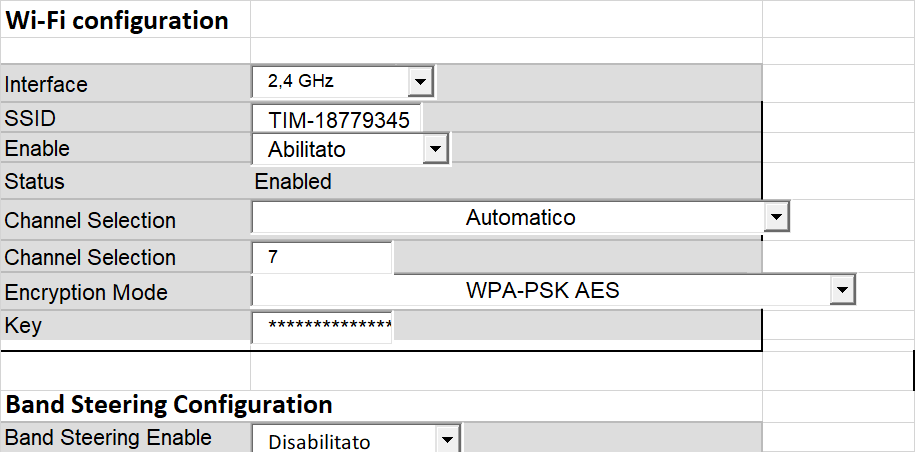 Wi-Fi configuration
Interface 2,4 GHz
SSID TIM-18779345
Enable Abilitato
Status Enabled
Channel Selection Automatico
Channel Selection 7
Encryption Mode WPA-PSK AES
Key **************
Band Steering Configuration
Band Steering Enable Disabilitato